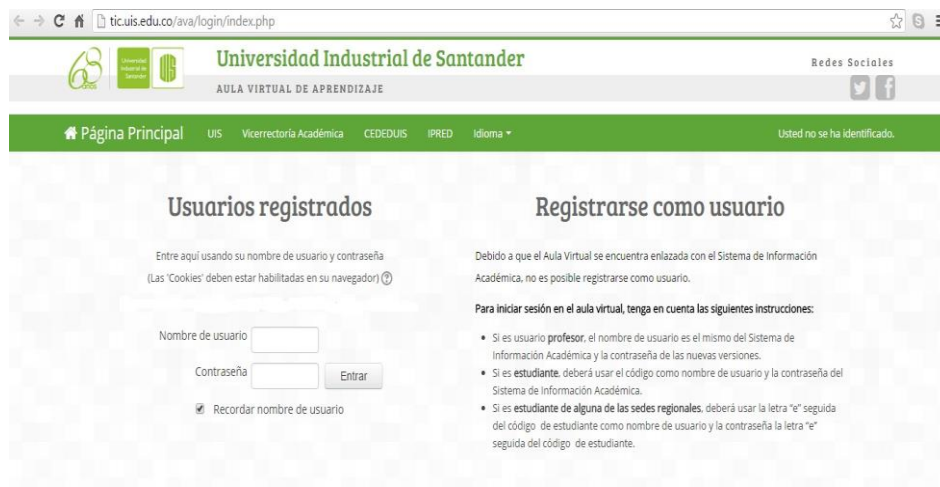 tic.uis.edu.co/ava/login/index.php
68
años
Universidad
Industrial de
Santander
UIS
Universidad Industrial de Santander
AULA VIRTUAL DE APRENDIZAJE
Redes Sociales
Página Principal UIS Vicerrectoría Académica CEDEDUIS IPRED Idioma
Usted no se ha identificado.
Usuarios registrados
Entre aquí usando su nombre de usuario y contraseña
(Las 'Cookies' deben estar habilitadas en su navegador)
Nombre de usuario
Contraseña
Entrar
Recordar nombre de usuario
Registrarse como usuario
Debido a que el Aula Virtual se encuentra enlazada con el Sistema de Información
Académica, no es posible registrarse como usuario.
Para iniciar sesión en el aula virtual, tenga en cuenta las siguientes instrucciones:
Si es usuario profesor, el nombre de usuario es el mismo del Sistema de
Información Académica y la contraseña de las nuevas versiones.
Si es estudiante, deberá usar el código como nombre de usuario y la contraseña del
Sistema de Información Académica.
Si es estudiante de alguna de las sedes regionales, deberá usar la letra "e" seguida
del código de estudiante como nombre de usuario y la contraseña la letra "e"
seguida del código de estudiante.